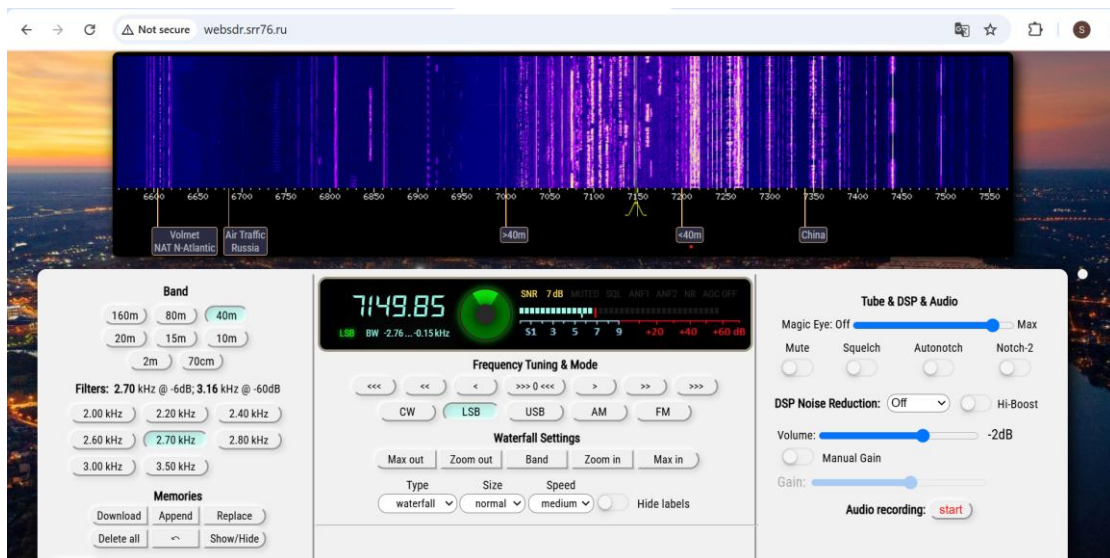 Not secure websdr.srr76.ru S
6600 6650 6700 6750 6800 6850 6900 6950 7000 7050 7100 7150 7200 7250 7300 7350 7400 7450 7500 7550
Volmet Air Traffic >40m <40m China
NAT N-Atlantic Russia
Band
160m 80m 40m
20m 15m 10m
2m 70cm
Filters: 2.70 kHz @ -6dB; 3.16 kHz @ -60dB
2.00 kHz 2.20 kHz 2.40 kHz
2.60 kHz 2.70 kHz 2.80 kHz
3.00 kHz 3.50 kHz
Memories
Download Append Replace
Delete all ↶ Show/Hide
7149.85
SNR 7 dB MUTED SQL ANF1 ANF2 NR AGC OFF
LSB BW -2.76...-0.15 kHz
S1 3 5 7 9 +20 +40 +60 dB
Frequency Tuning & Mode
<<< << < >>> 0 <<< > >> >>>
CW LSB USB AM FM
Waterfall Settings
Max out Zoom out Band Zoom in Max in
Type Size Speed
waterfall normal medium Hide labels
Tube & DSP & Audio
Magic Eye: Off Max
Mute Squelch Autonotch Notch-2
DSP Noise Reduction: Off Hi-Boost
Volume: -2dB
Manual Gain
Gain:
Audio recording: start